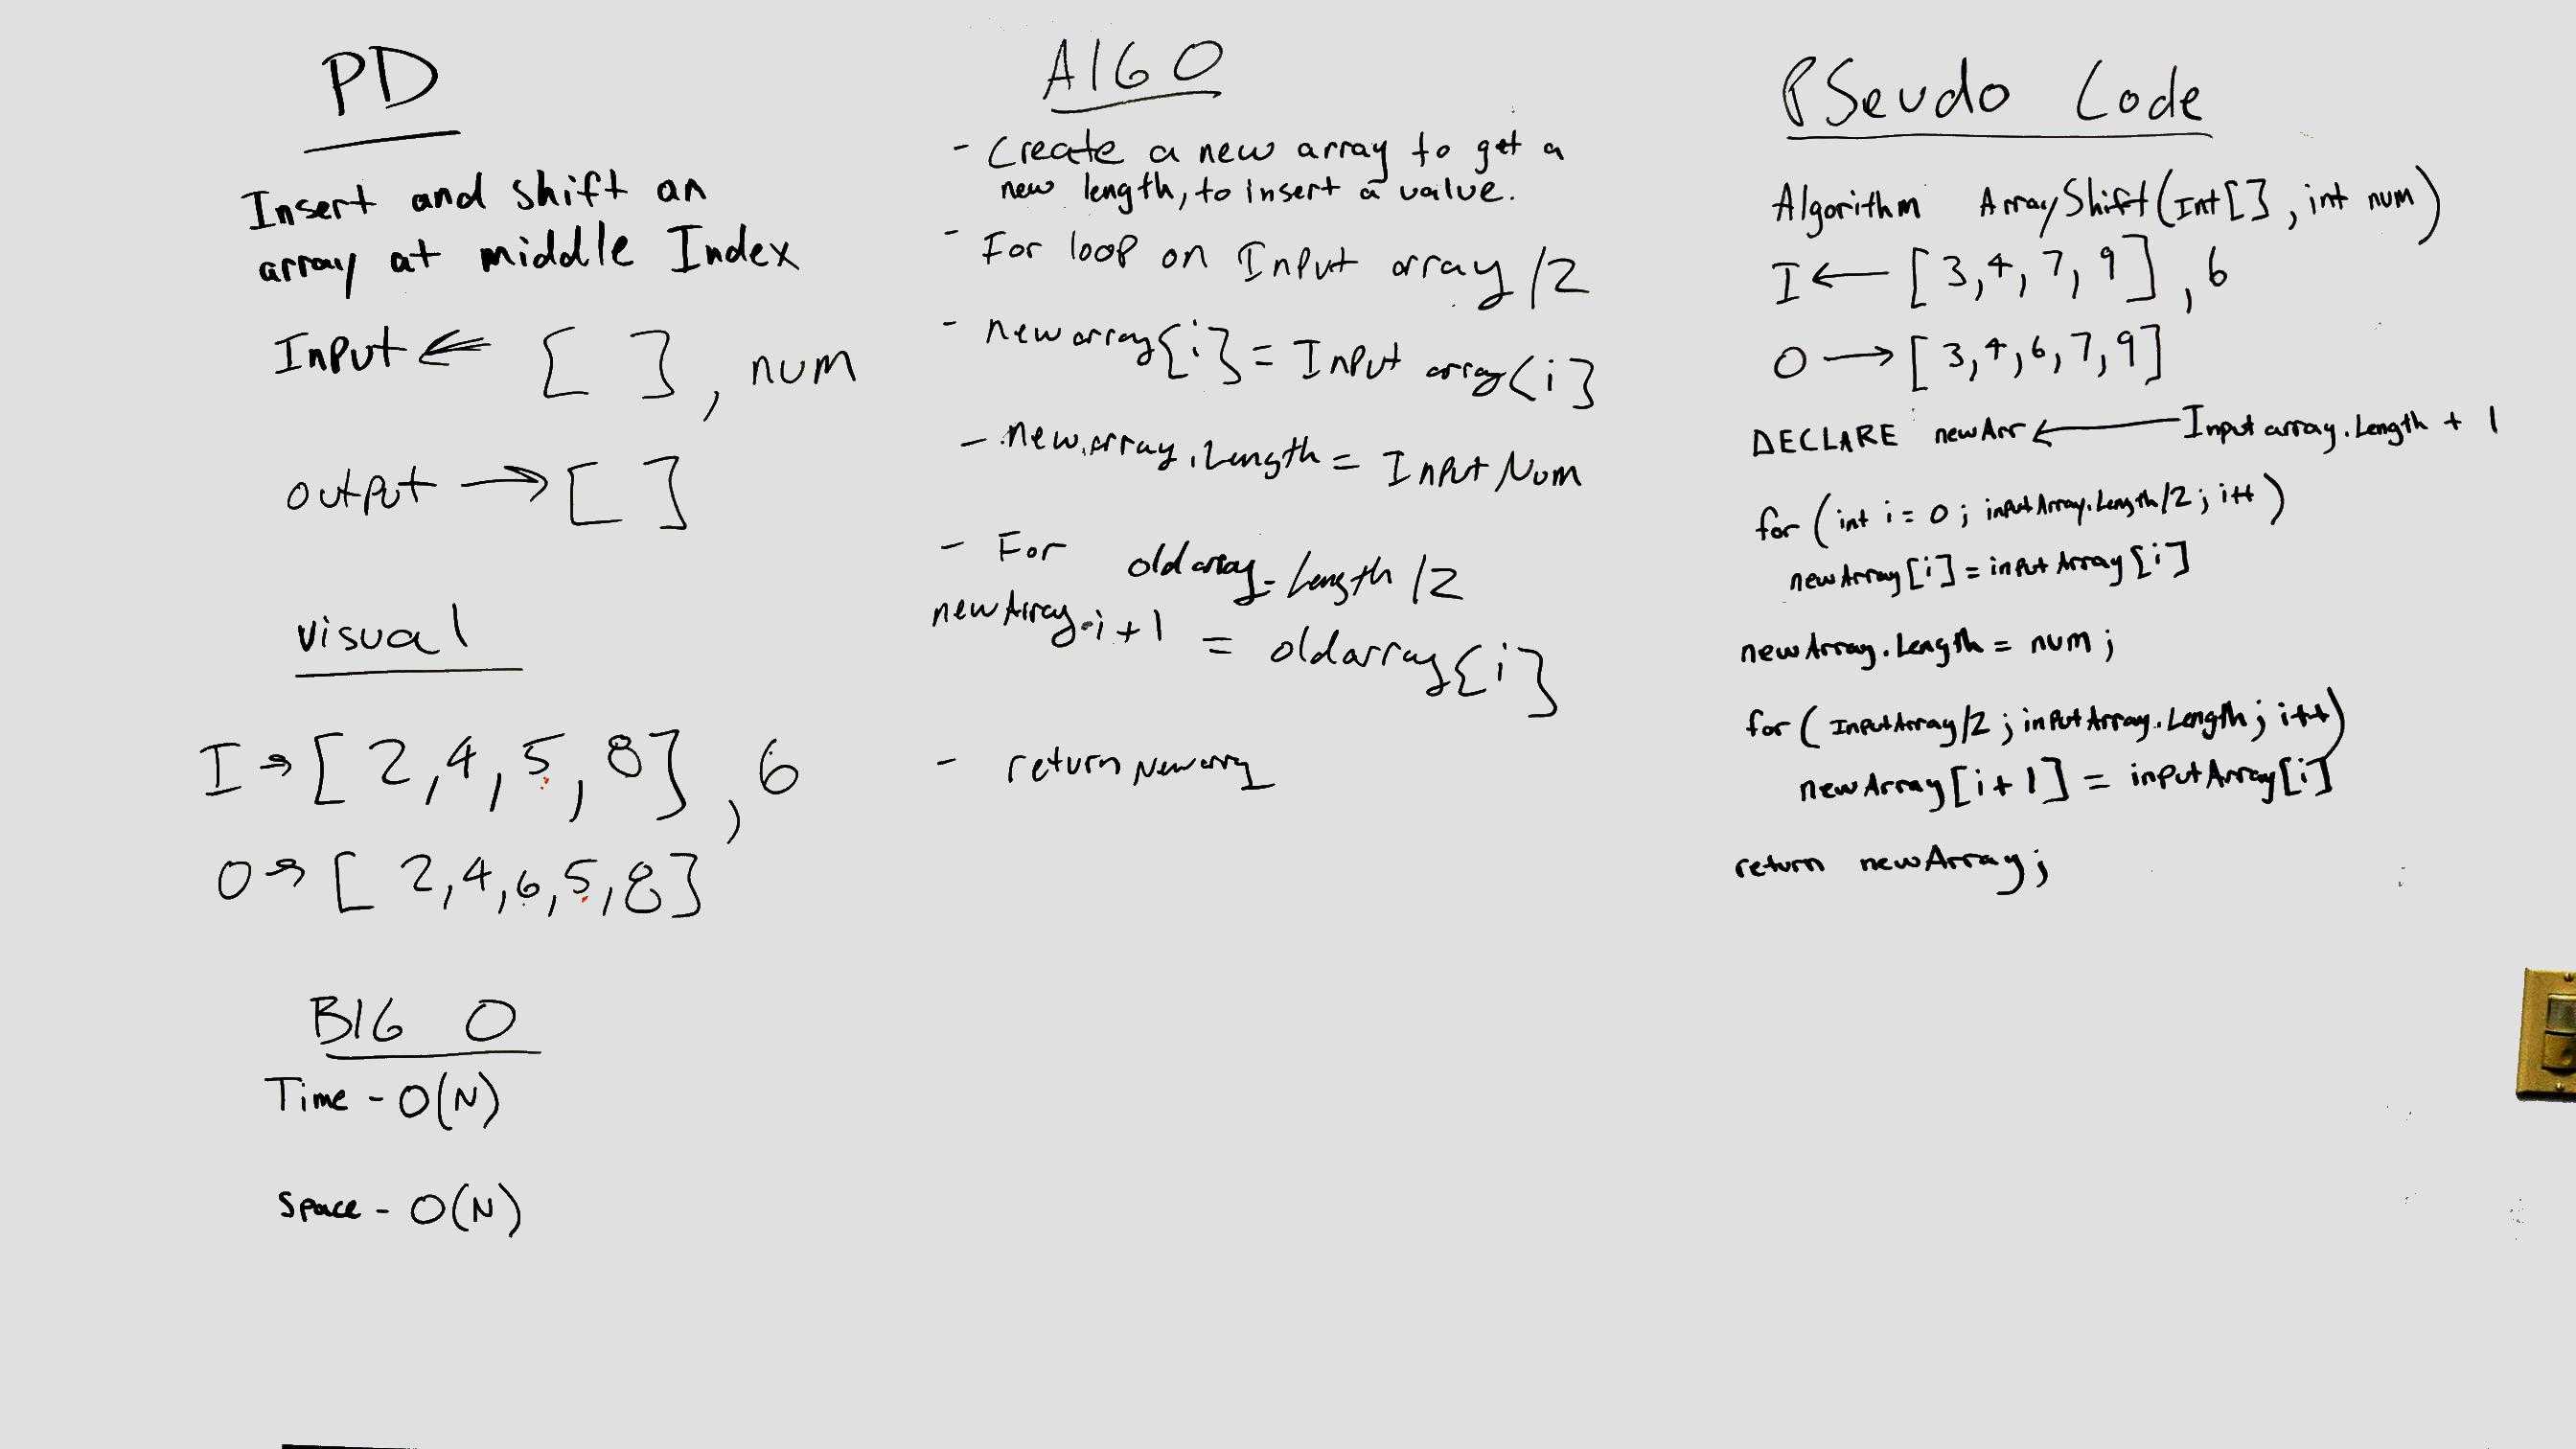 PD
Insert and shift an
array at middle Index
Input ⇐ [ ] , num
output → [ ]
visual
I → [ 2, 4, 5, 8] , 6
O → [ 2, 4, 6, 5, 8]
BIG O
Time - O(N)
Space - O(N)
AlGO
- Create a new array to get a
new length, to insert a value.
- For loop on Input array /2
- new array[i] = Input array[i]
- new.array.Length = Input Num
- For oldarray.Length /2
newArray.i+1 = oldarray[i]
- return Newarry
PSeudo Code
Algorithm ArrayShift(Int[], int num)
I ← [3, 4, 7, 9] , 6
O → [3, 4, 6, 7, 9]
DECLARE newArr ← Input array.Length + 1
for (int i = 0; inputArray.Length/2; i++)
newArray[i] = inputArray[i]
newArray.Length = num;
for (InputArray/2; inputArray.Length; i++)
newArray[i+1] = inputArray[i]
return newArray;